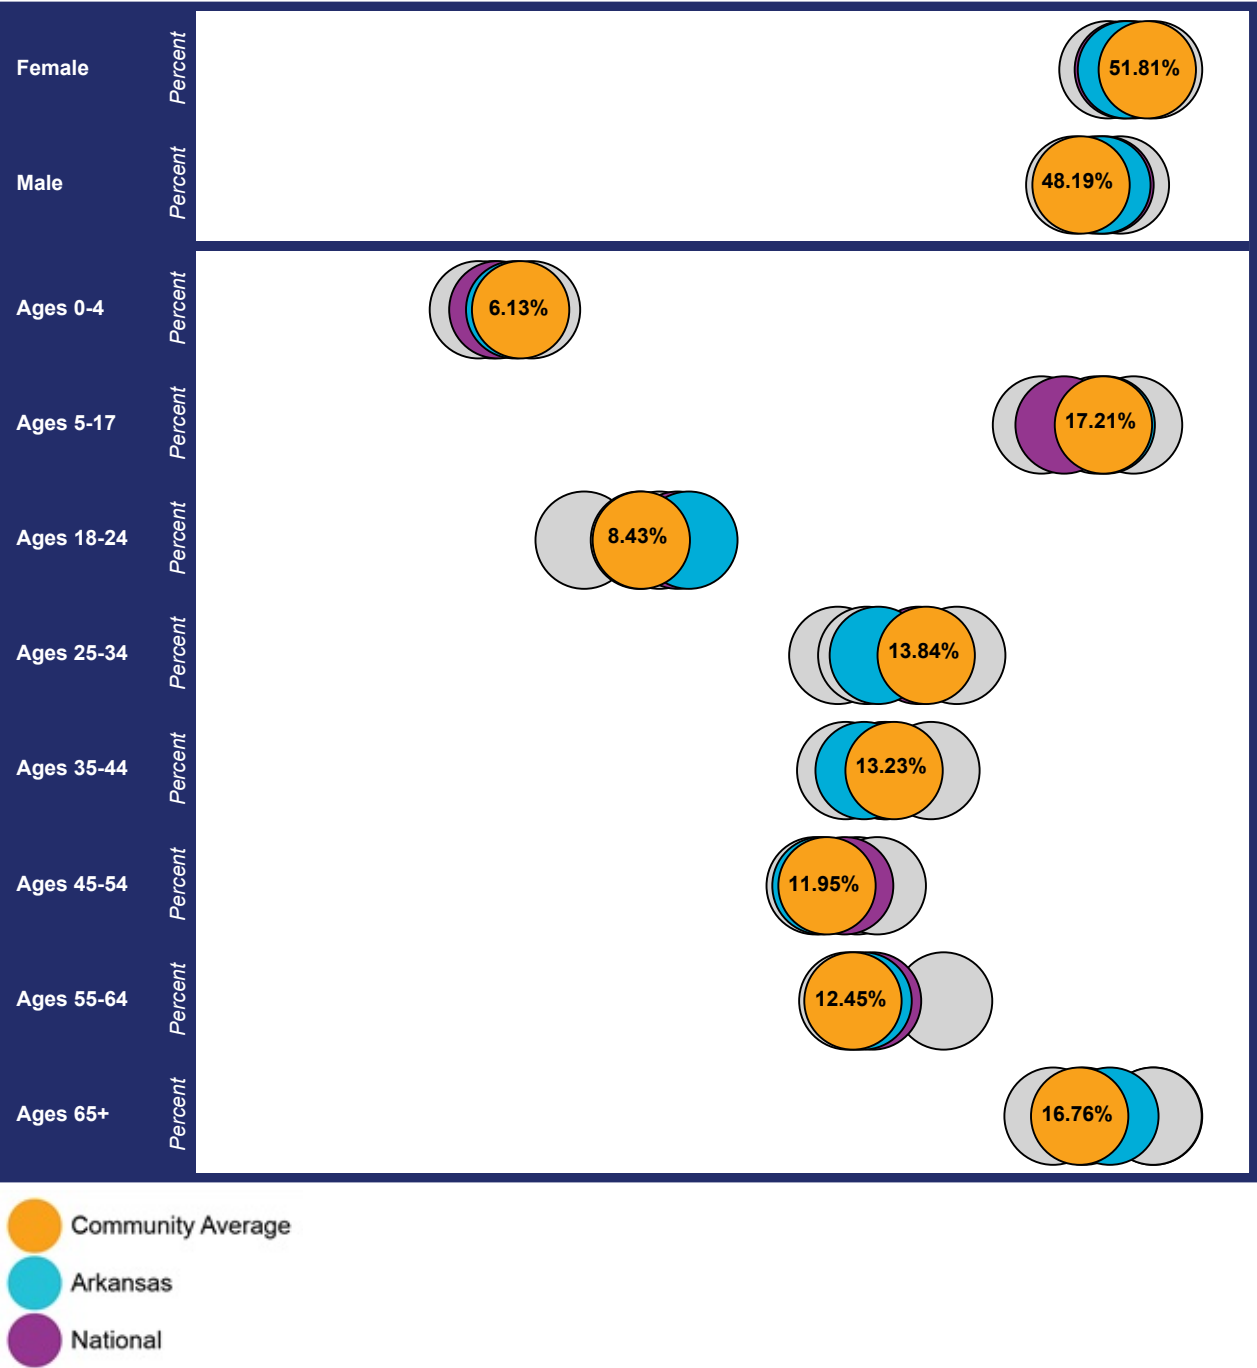 Female
Percent
51.81%
Male
Percent
48.19%
Ages 0-4
Percent
6.13%
Ages 5-17
Percent
17.21%
Ages 18-24
Percent
8.43%
Ages 25-34
Percent
13.84%
Ages 35-44
Percent
13.23%
Ages 45-54
Percent
11.95%
Ages 55-64
Percent
12.45%
Ages 65+
Percent
16.76%
Community Average
Arkansas
National